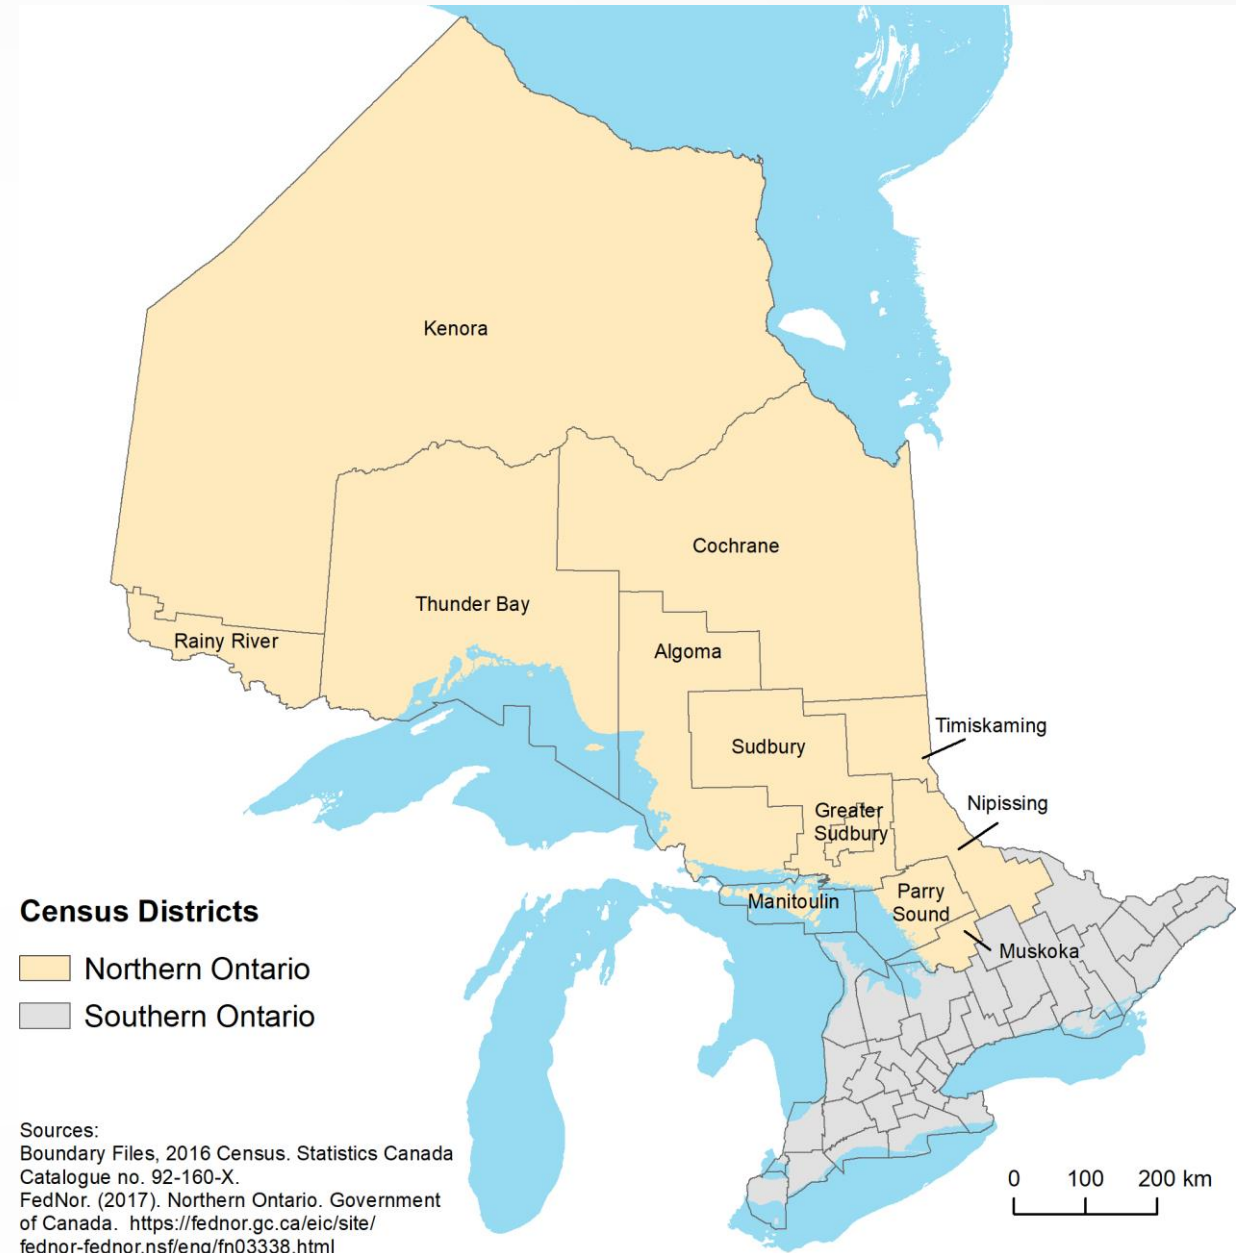 Kenora
Cochrane
Thunder Bay
Rainy River
Algoma
Timiskaming
Sudbury
Nipissing
Greater
Sudbury
Parry
Sound
Manitoulin
Muskoka
Census Districts
Northern Ontario
Southern Ontario
Sources:
Boundary Files, 2016 Census. Statistics Canada
Catalogue no. 92-160-X.
FedNor. (2017). Northern Ontario. Government
of Canada. https://fednor.gc.ca/eic/site/
fednor-fednor.nsf/eng/fn03338.html
0 100 200 km